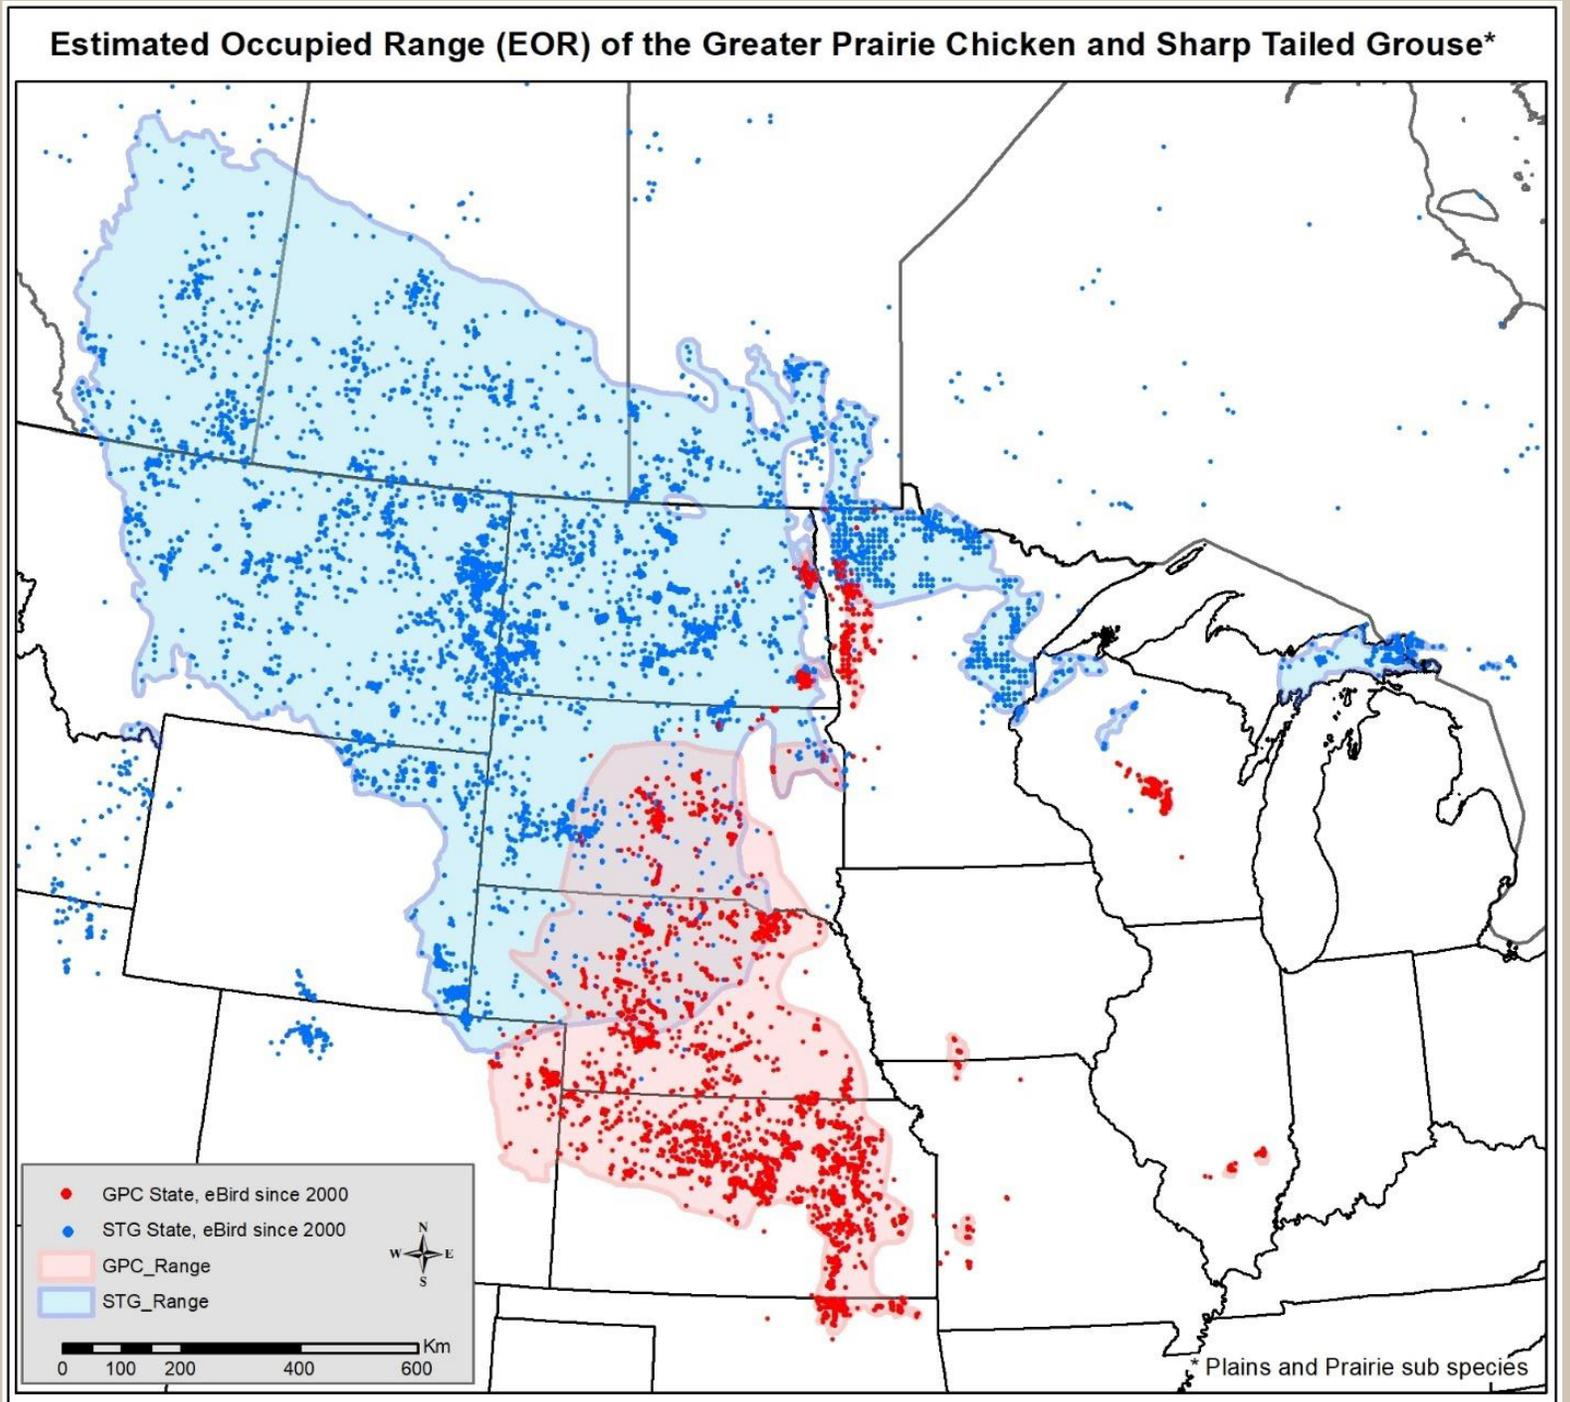 Estimated Occupied Range (EOR) of the Greater Prairie Chicken and Sharp Tailed Grouse*
GPC State, eBird since 2000
STG State, eBird since 2000
GPC_Range
STG_Range
N
W E
S
Km
0 100 200 400 600
* Plains and Prairie sub species